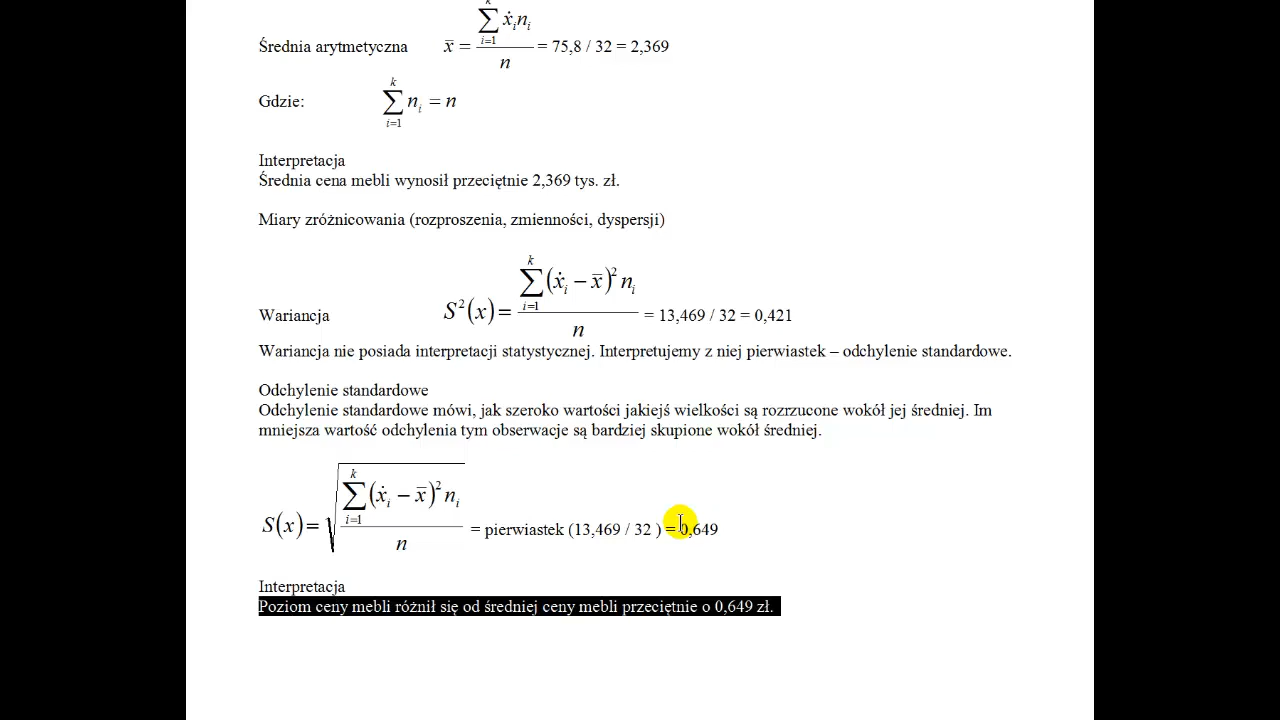 Średnia arytmetyczna x̄ = ∑ k i=1 ẋᵢnᵢ / n = 75,8 / 32 = 2,369
Gdzie: ∑ k i=1 nᵢ = n
Interpretacja
Średnia cena mebli wynosił przeciętnie 2,369 tys. zł.
Miary zróżnicowania (rozproszenia, zmienności, dyspersji)
Wariancja S²(x) = ∑ k i=1 (ẋᵢ − x̄)² nᵢ / n = 13,469 / 32 = 0,421
Wariancja nie posiada interpretacji statystycznej. Interpretujemy z niej pierwiastek – odchylenie standardowe.
Odchylenie standardowe
Odchylenie standardowe mówi, jak szeroko wartości jakiejś wielkości są rozrzucone wokół jej średniej. Im
mniejsza wartość odchylenia tym obserwacje są bardziej skupione wokół średniej.
S(x) = √ ∑ k i=1 (ẋᵢ − x̄)² nᵢ / n = pierwiastek (13,469 / 32 ) = 0,649
Interpretacja
Poziom ceny mebli różnił się od średniej ceny mebli przeciętnie o 0,649 zł.